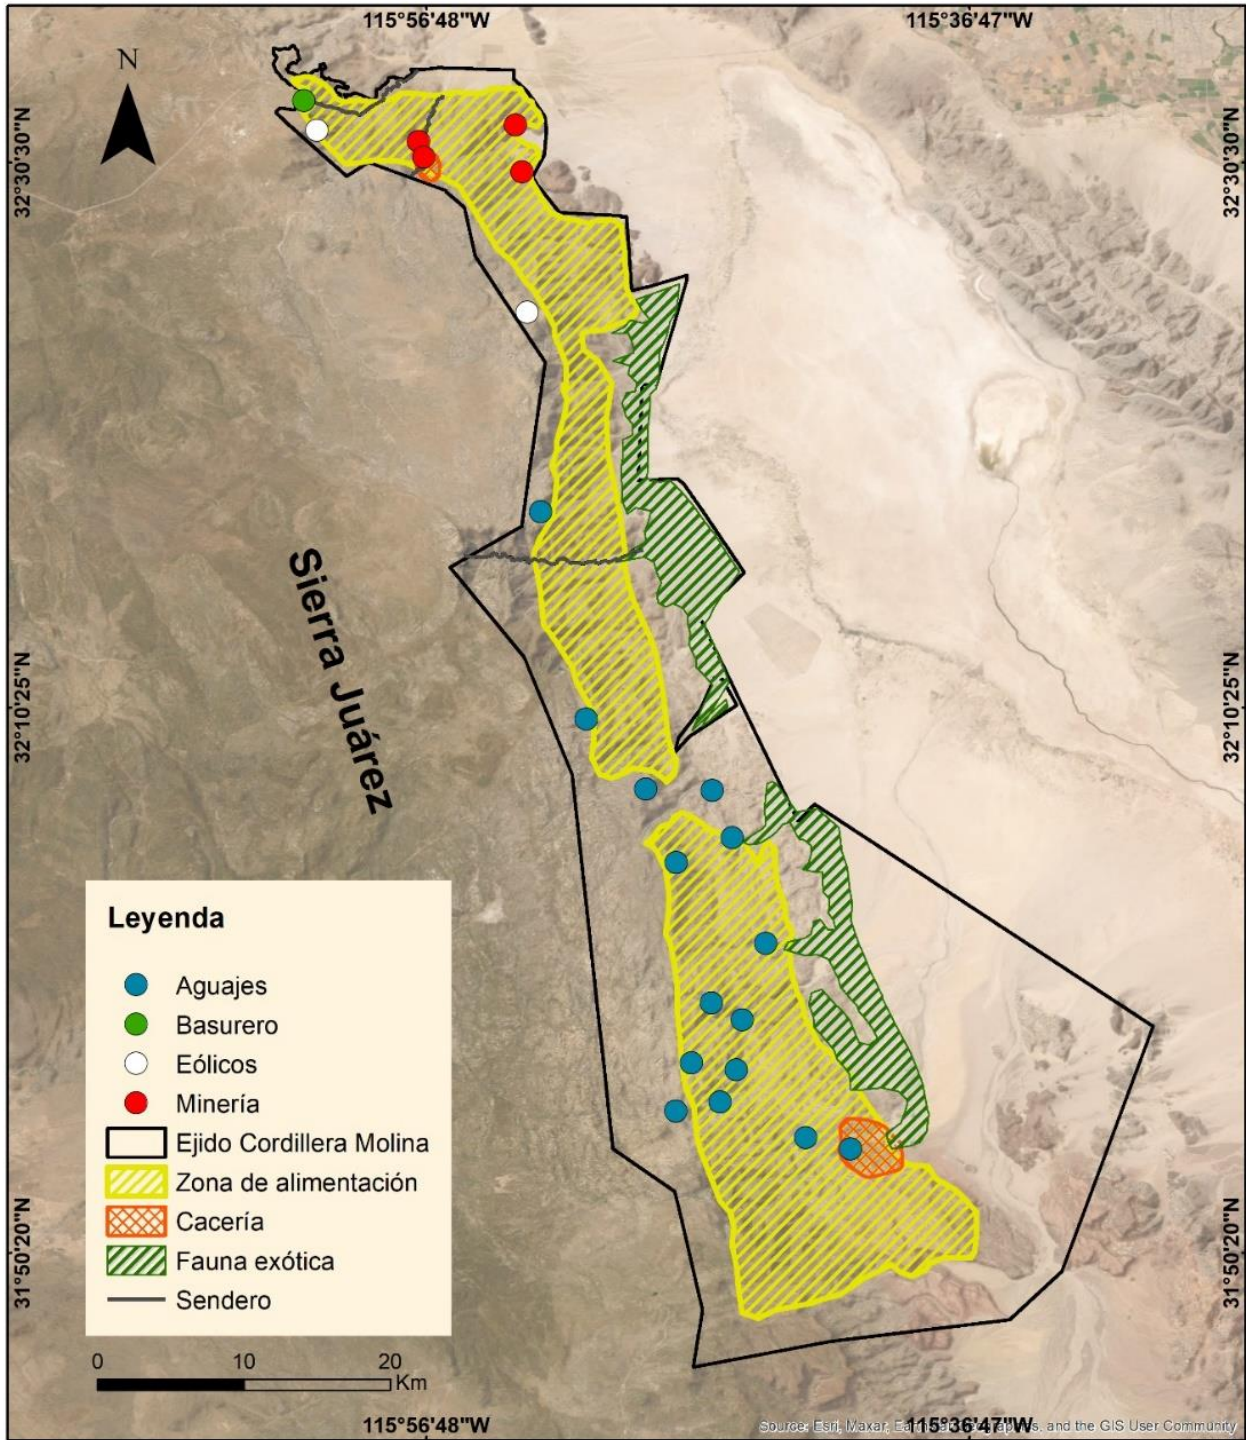 115°56'48"W
115°36'47"W
N
32°30'30"N
32°30'30"N
Sierra Juárez
32°10'25"N
32°10'25"N
Leyenda
Aguajes
Basurero
Eólicos
Minería
Ejido Cordillera Molina
Zona de alimentación
Cacería
Fauna exótica
Sendero
31°50'20"N
31°50'20"N
0 10 20
Km
115°56'48"W
115°36'47"W
Source: Esri, Maxar, Earthstar Geographics, and the GIS User Community